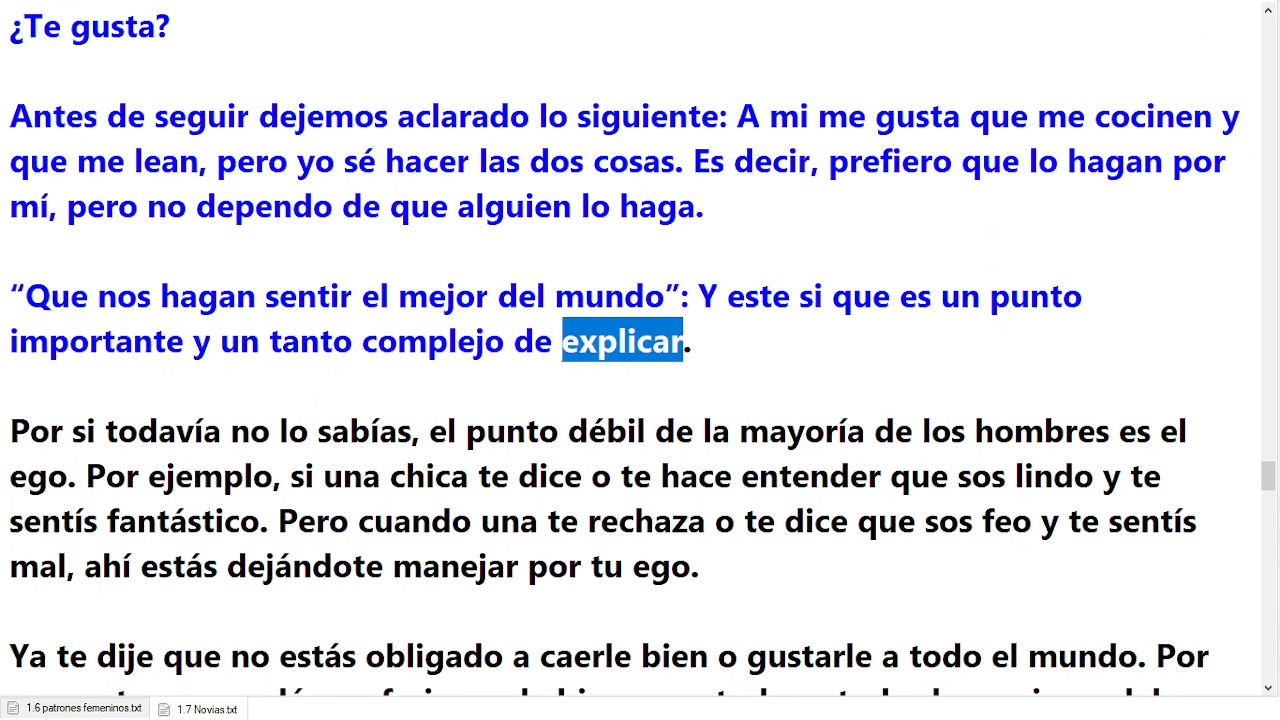 ¿Te gusta?
Antes de seguir dejemos aclarado lo siguiente: A mi me gusta que me cocinen y
que me lean, pero yo sé hacer las dos cosas. Es decir, prefiero que lo hagan por
mí, pero no dependo de que alguien lo haga.
“Que nos hagan sentir el mejor del mundo”: Y este si que es un punto
importante y un tanto complejo de explicar.
Por si todavía no lo sabías, el punto débil de la mayoría de los hombres es el
ego. Por ejemplo, si una chica te dice o te hace entender que sos lindo y te
sentís fantástico. Pero cuando una te rechaza o te dice que sos feo y te sentís
mal, ahí estás dejándote manejar por tu ego.
Ya te dije que no estás obligado a caerle bien o gustarle a todo el mundo. Por
1.6 patrones femeninos.txt 1.7 Novias.txt